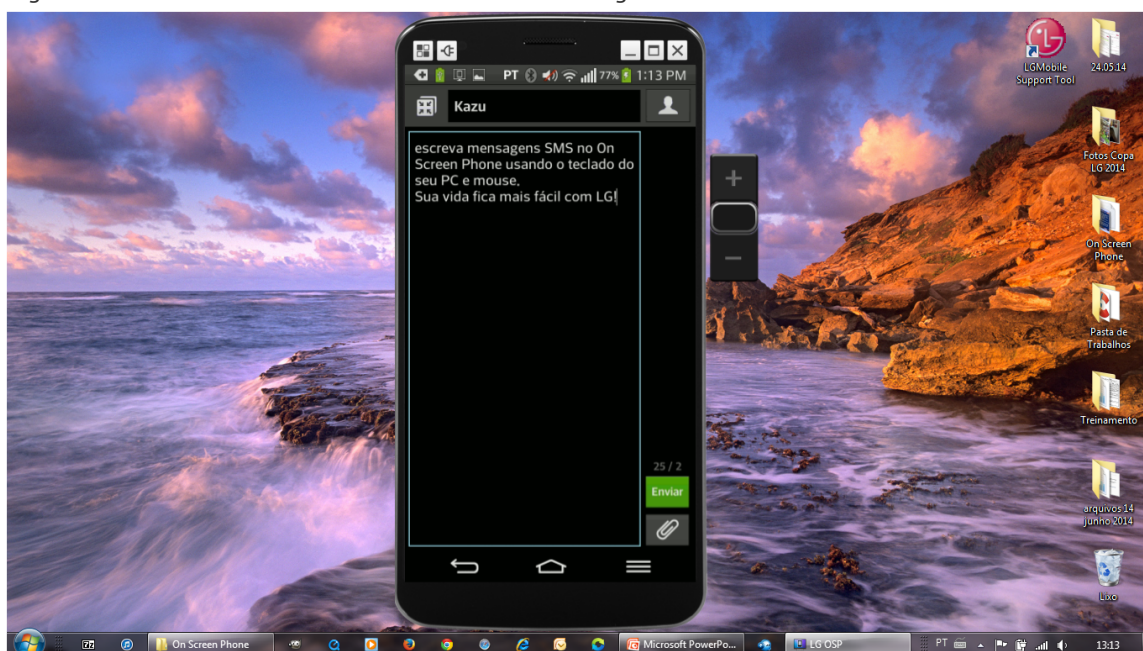 PT
77%
1:13 PM
Kazu
escreva mensagens SMS no On
Screen Phone usando o teclado do
seu PC e mouse.
Sua vida fica mais fácil com LG!
25 / 2
Enviar
LGMobile
Support Tool
24.05.14
Fotos Copa
LG 2014
On Screen
Phone
Pasta de
Trabalhos
Treinamento
arquivos 14
junho 2014
Lixo
On Screen Phone
Microsoft PowerPo...
LG OSP
PT
13:13